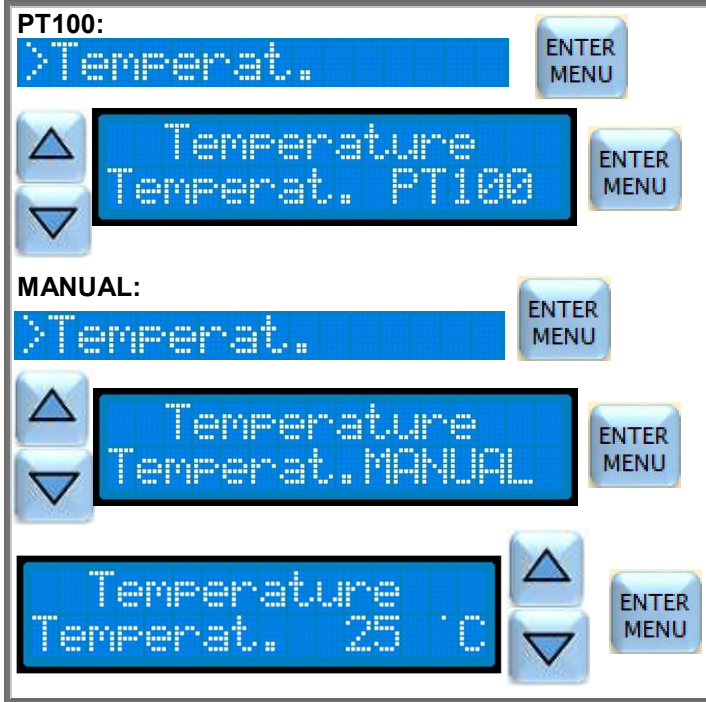 PT100:
>Temperat.
ENTER
MENU
Temperature
Temperat. PT100
ENTER
MENU
MANUAL:
>Temperat.
ENTER
MENU
Temperature
Temperat.MANUAL
ENTER
MENU
Temperature
Temperat. 25 °C
ENTER
MENU